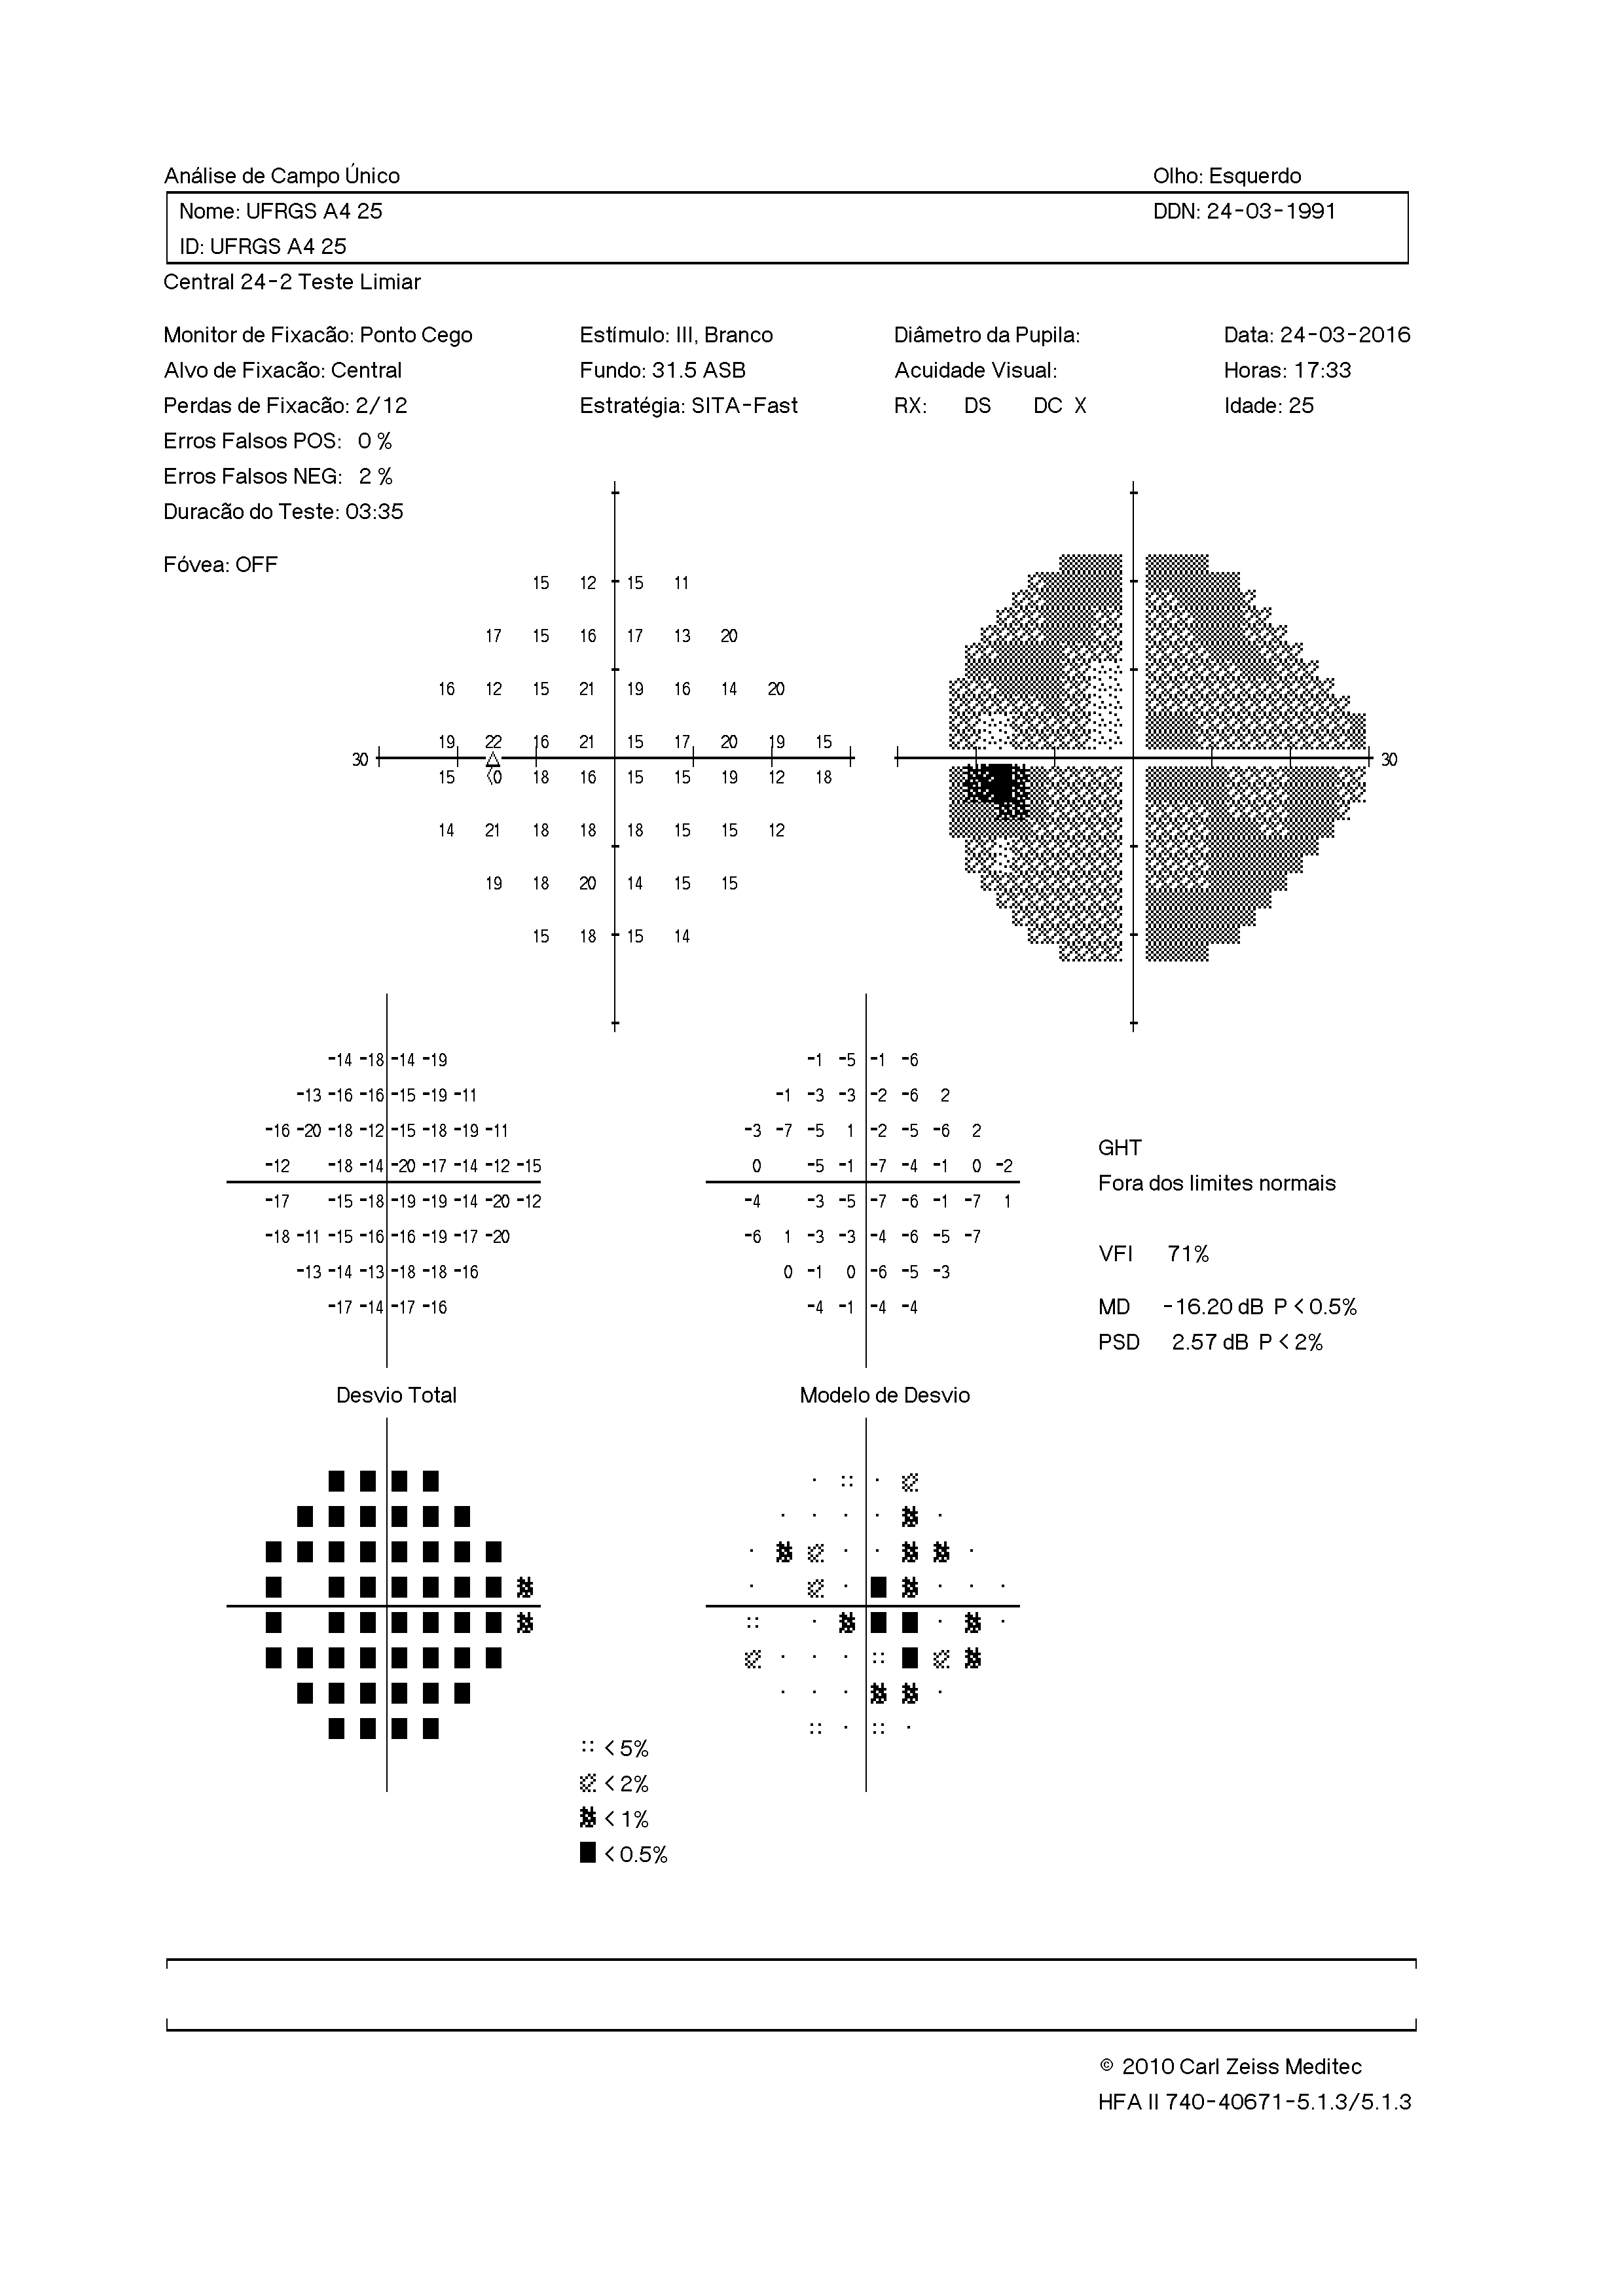 Análise de Campo Único Olho: Esquerdo
Nome: UFRGS A4 25 DDN: 24-03-1991
ID: UFRGS A4 25
Central 24-2 Teste Limiar
Monitor de Fixacão: Ponto Cego Estímulo: III, Branco Diâmetro da Pupila: Data: 24-03-2016
Alvo de Fixacão: Central Fundo: 31.5 ASB Acuidade Visual: Horas: 17:33
Perdas de Fixacão: 2/12 Estratégia: SITA-Fast RX: DS DC X Idade: 25
Erros Falsos POS: 0 %
Erros Falsos NEG: 2 %
Duracão do Teste: 03:35
Fóvea: OFF
15 12 15 11
17 15 16 17 13 20
16 12 15 21 19 16 14 20
19 22 16 21 15 17 20 19 15
30 30
15 <0 18 16 15 15 19 12 18
14 21 18 18 18 15 15 12
19 18 20 14 15 15
15 18 15 14
-14 -18 -14 -19 -1 -5 -1 -6
-13 -16 -16 -15 -19 -11 -1 -3 -3 -2 -6 2
-16 -20 -18 -12 -15 -18 -19 -11 -3 -7 -5 1 -2 -5 -6 2
GHT
-12 -18 -14 -20 -17 -14 -12 -15 0 -5 -1 -7 -4 -1 0 -2
Fora dos limites normais
-17 -15 -18 -19 -19 -14 -20 -12 -4 -3 -5 -7 -6 -1 -7 1
-18 -11 -15 -16 -16 -19 -17 -20 -6 1 -3 -3 -4 -6 -5 -7
VFI 71%
-13 -14 -13 -18 -18 -16 0 -1 0 -6 -5 -3
-17 -14 -17 -16 -4 -1 -4 -4
MD -16.20 dB P < 0.5%
PSD 2.57 dB P < 2%
Desvio Total Modelo de Desvio
< 5%
< 2%
< 1%
< 0.5%
© 2010 Carl Zeiss Meditec
HFA II 740-40671-5.1.3/5.1.3